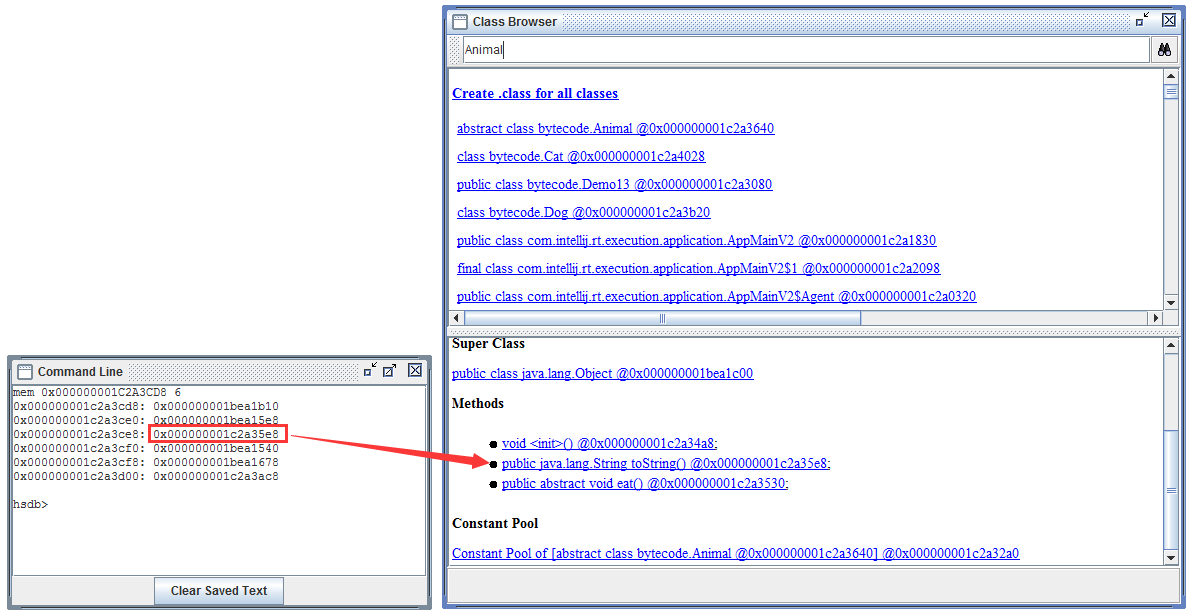 Class Browser
Animal
Create .class for all classes
abstract class bytecode.Animal @0x000000001c2a3640
class bytecode.Cat @0x000000001c2a4028
public class bytecode.Demo13 @0x000000001c2a3080
class bytecode.Dog @0x000000001c2a3b20
public class com.intellij.rt.execution.application.AppMainV2 @0x000000001c2a1830
final class com.intellij.rt.execution.application.AppMainV2$1 @0x000000001c2a2098
public class com.intellij.rt.execution.application.AppMainV2$Agent @0x000000001c2a0320
Super Class
public class java.lang.Object @0x000000001bea1c00
Methods
void <init>() @0x000000001c2a34a8;
public java.lang.String toString() @0x000000001c2a35e8;
public abstract void eat() @0x000000001c2a3530;
Constant Pool
Constant Pool of [abstract class bytecode.Animal @0x000000001c2a3640] @0x000000001c2a32a0
Command Line
mem 0x000000001C2A3CD8 6
0x000000001c2a3cd8: 0x000000001bea1b10
0x000000001c2a3ce0: 0x000000001bea15e8
0x000000001c2a3ce8: 0x000000001c2a35e8
0x000000001c2a3cf0: 0x000000001bea1540
0x000000001c2a3cf8: 0x000000001bea1678
0x000000001c2a3d00: 0x000000001c2a3ac8
hsdb>
Clear Saved Text